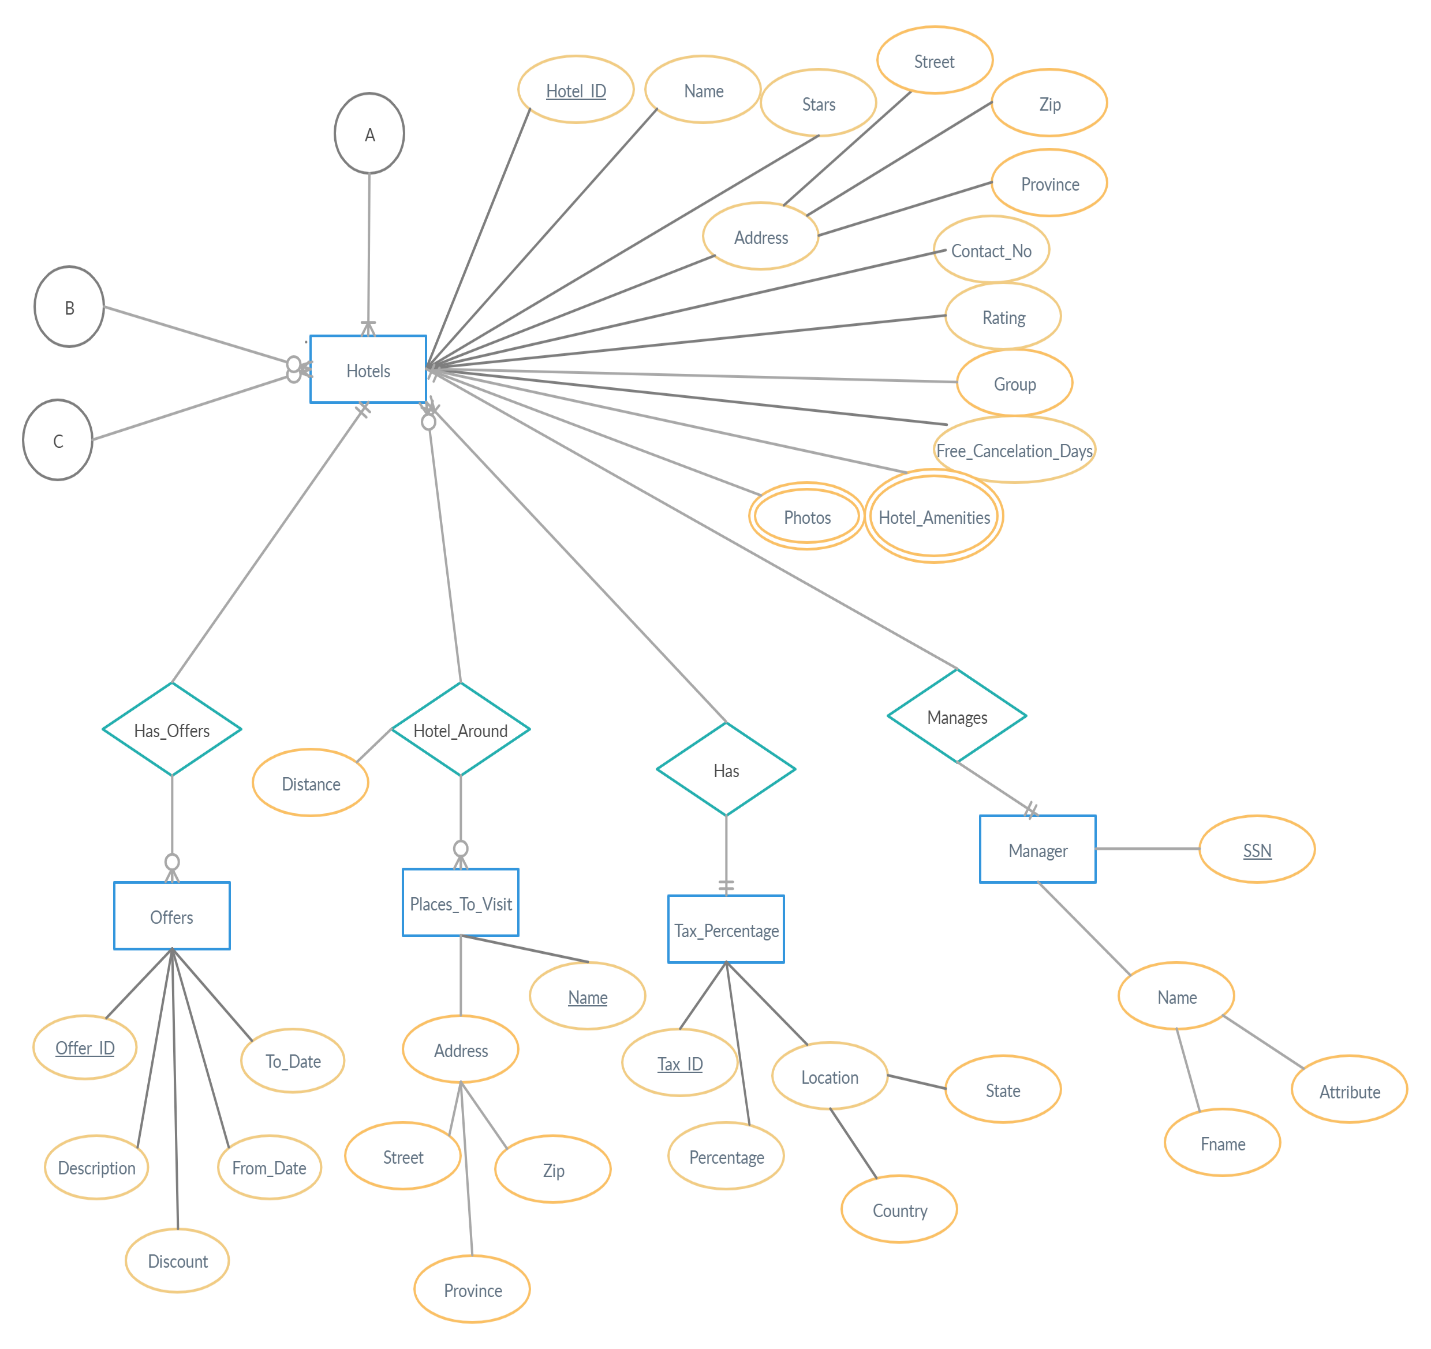 Street
Hotel_ID
Name
Stars
Zip
A
Province
Address
Contact_No
B
Rating
Hotels
Group
C
Free_Cancelation_Days
Photos
Hotel_Amenities
Manages
Has_Offers
Hotel_Around
Has
Distance
Manager
SSN
Places_To_Visit
Offers
Tax_Percentage
Name
Name
Offer_ID
To_Date
Address
Tax_ID
Location
State
Attribute
Fname
Description
From_Date
Street
Zip
Percentage
Country
Discount
Province